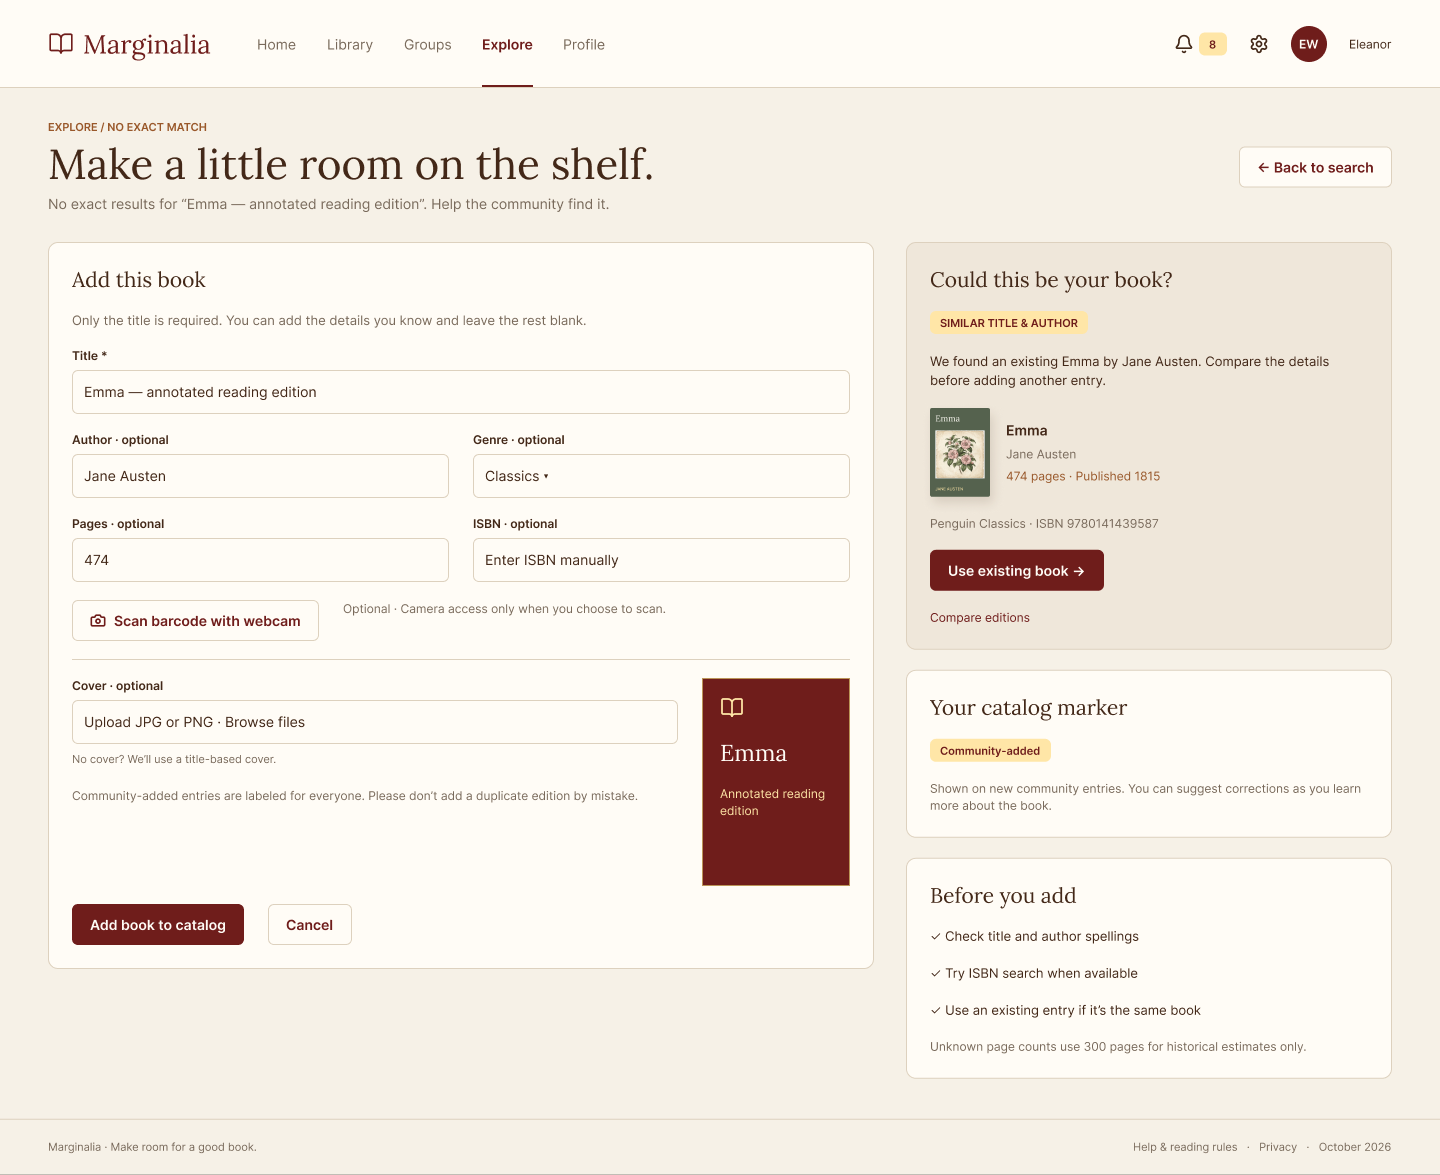 Marginalia
Home
Library
Groups
Explore
Profile
8
EW
Eleanor
EXPLORE / NO EXACT MATCH
Make a little room on the shelf.
No exact results for “Emma — annotated reading edition”. Help the community find it.
← Back to search
Add this book
Only the title is required. You can add the details you know and leave the rest blank.
Title *
Emma — annotated reading edition
Author · optional
Genre · optional
Jane Austen
Classics ▾
Pages · optional
ISBN · optional
474
Enter ISBN manually
Scan barcode with webcam
Optional · Camera access only when you choose to scan.
Cover · optional
Upload JPG or PNG · Browse files
No cover? We’ll use a title-based cover.
Community-added entries are labeled for everyone. Please don’t add a duplicate edition by mistake.
Emma
Annotated reading
edition
Add book to catalog
Cancel
Could this be your book?
SIMILAR TITLE & AUTHOR
We found an existing Emma by Jane Austen. Compare the details
before adding another entry.
Emma
JANE AUSTEN
Emma
Jane Austen
474 pages · Published 1815
Penguin Classics · ISBN 9780141439587
Use existing book →
Compare editions
Your catalog marker
Community-added
Shown on new community entries. You can suggest corrections as you learn
more about the book.
Before you add
✓ Check title and author spellings
✓ Try ISBN search when available
✓ Use an existing entry if it’s the same book
Unknown page counts use 300 pages for historical estimates only.
Marginalia · Make room for a good book.
Help & reading rules · Privacy · October 2026